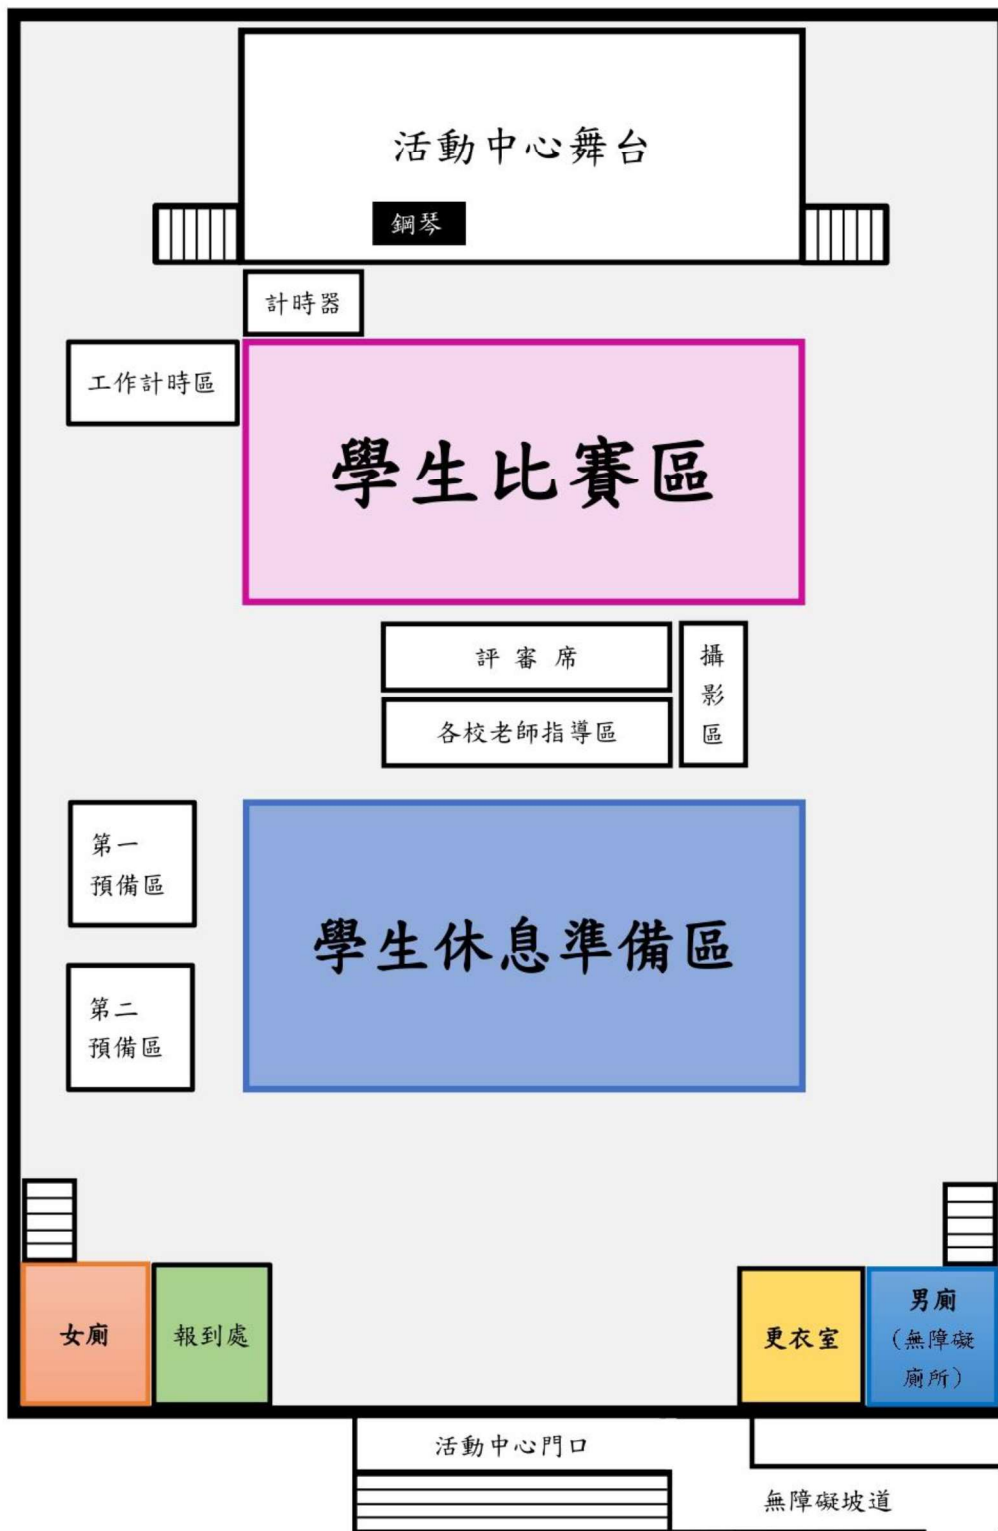 活動中心舞台
鋼琴
計時器
工作計時區
學生比賽區
評審席
各校老師指導區
攝
影
區
第一
預備區
學生休息準備區
第二
預備區
女廁
報到處
更衣室
男廁
（無障礙
廁所）
活動中心門口
無障礙坡道